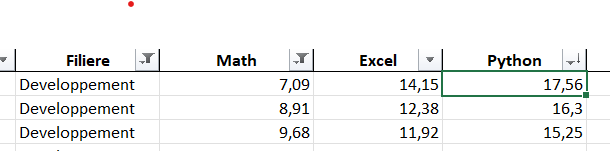 Filiere Math Excel Python
Developpement 7,09 14,15 17,56
Developpement 8,91 12,38 16,3
Developpement 9,68 11,92 15,25